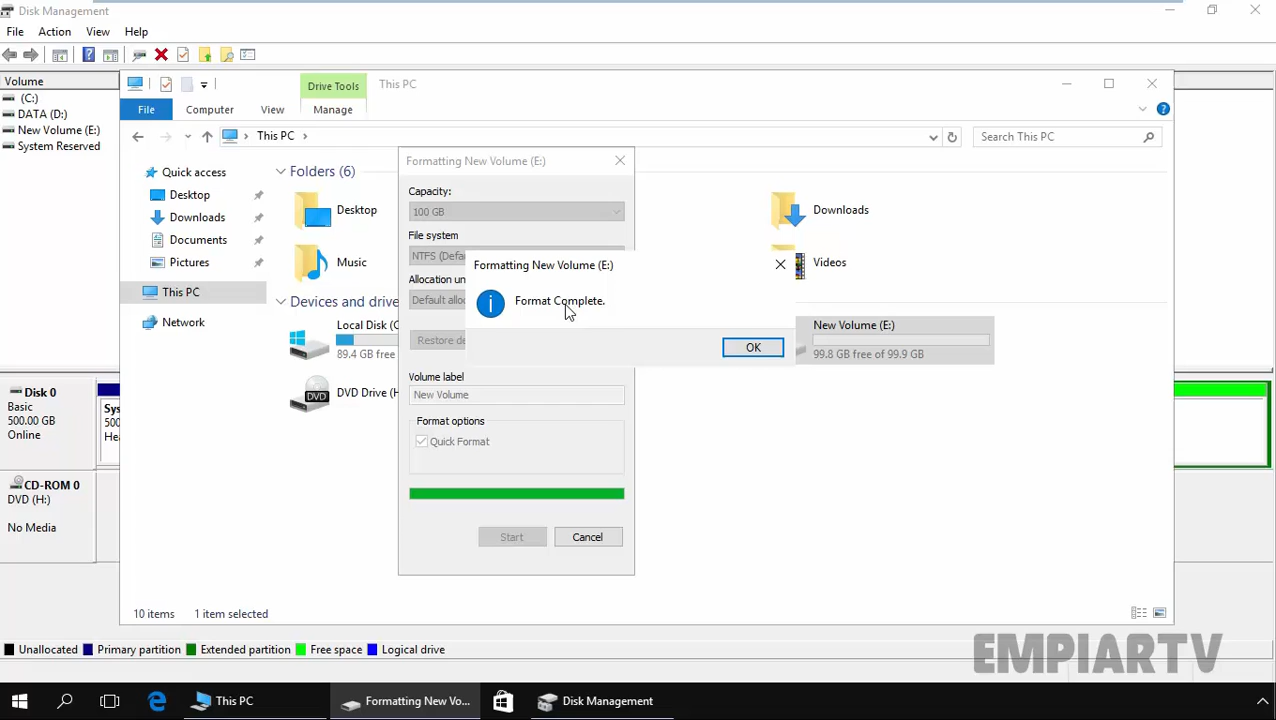 Disk Management
File Action View Help
Volume
(C:)
DATA (D:)
New Volume (E:)
System Reserved
Drive Tools
This PC
File Computer View Manage
This PC
Search This PC
Quick access
Desktop
Downloads
Documents
Pictures
This PC
Network
Folders (6)
Desktop
Downloads
Music
Videos
Devices and drive
Local Disk (C
89.4 GB free
New Volume (E:)
99.8 GB free of 99.9 GB
DVD
DVD Drive (H
Formatting New Volume (E:)
Capacity:
100 GB
File system
NTFS (Defa
Allocation un
Default alloc
Restore de
Volume label
New Volume
Format options
Quick Format
Start Cancel
Formatting New Volume (E:)
Format Complete.
OK
10 items 1 item selected
Disk 0
Basic
500.00 GB
Online
Sys
500
Hea
CD-ROM 0
DVD (H:)
No Media
Unallocated Primary partition Extended partition Free space Logical drive
EMPIARTV
This PC Formatting New Vo... Disk Management